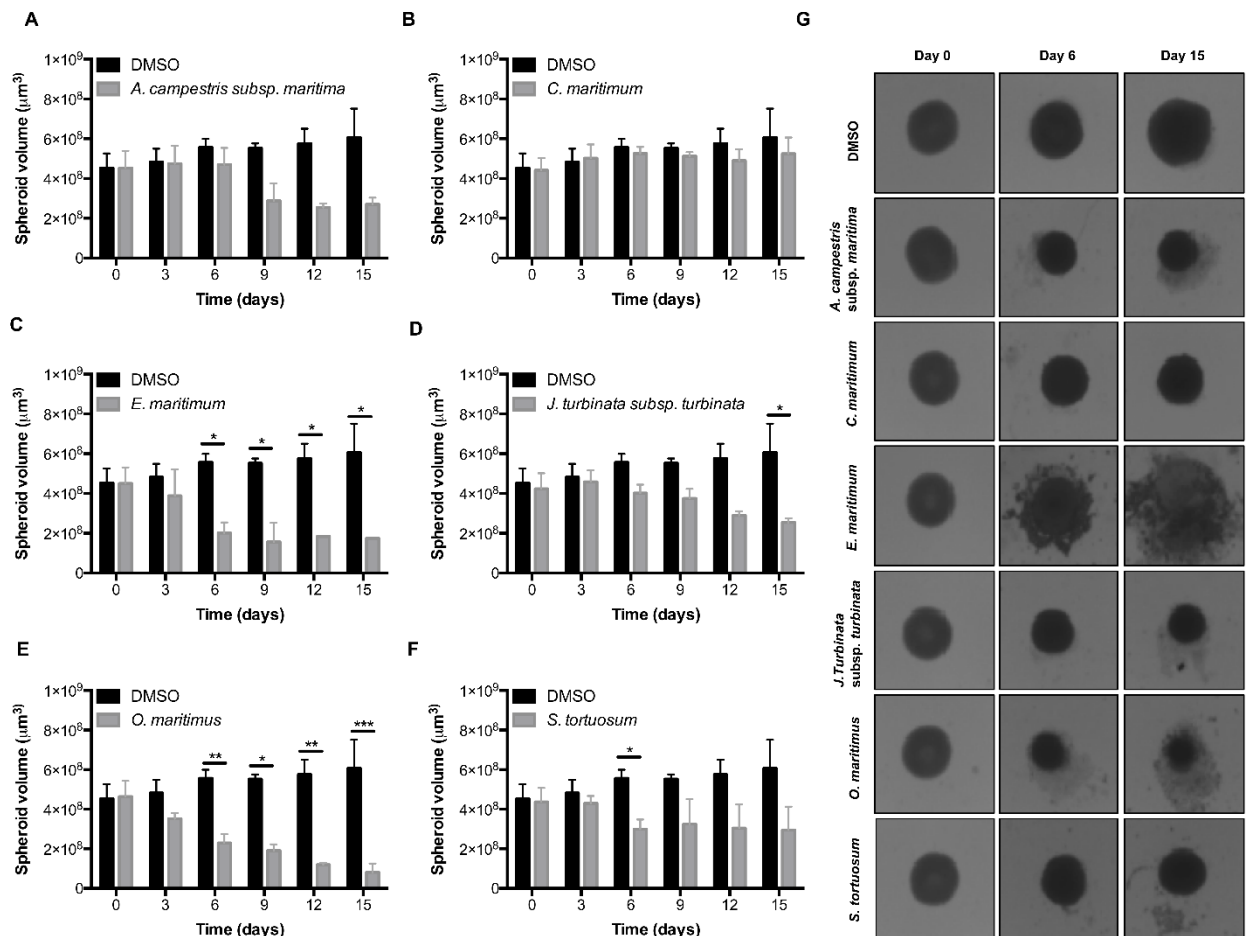 A
1×10⁹
8×10⁸
6×10⁸
4×10⁸
2×10⁸
0
Spheroid volume (μm³)
DMSO
A. campestris subsp. maritima
0 3 6 9 12 15
Time (days)
B
1×10⁹
8×10⁸
6×10⁸
4×10⁸
2×10⁸
0
Spheroid volume (μm³)
DMSO
C. maritimum
0 3 6 9 12 15
Time (days)
C
1×10⁹
8×10⁸
6×10⁸
4×10⁸
2×10⁸
0
Spheroid volume (μm³)
DMSO
E. maritimum
* * * *
0 3 6 9 12 15
Time (days)
D
1×10⁹
8×10⁸
6×10⁸
4×10⁸
2×10⁸
0
Spheroid volume (μm³)
DMSO
J. turbinata subsp. turbinata
*
0 3 6 9 12 15
Time (days)
E
1×10⁹
8×10⁸
6×10⁸
4×10⁸
2×10⁸
0
Spheroid volume (μm³)
DMSO
O. maritimus
** * ** ***
0 3 6 9 12 15
Time (days)
F
1×10⁹
8×10⁸
6×10⁸
4×10⁸
2×10⁸
0
Spheroid volume (μm³)
DMSO
S. tortuosum
*
0 3 6 9 12 15
Time (days)
G
Day 0 Day 6 Day 15
DMSO
A. campestris
subsp. maritima
C. maritimum
E. maritimum
J.Turbinata
subsp. turbinata
O. maritimus
S. tortuosum